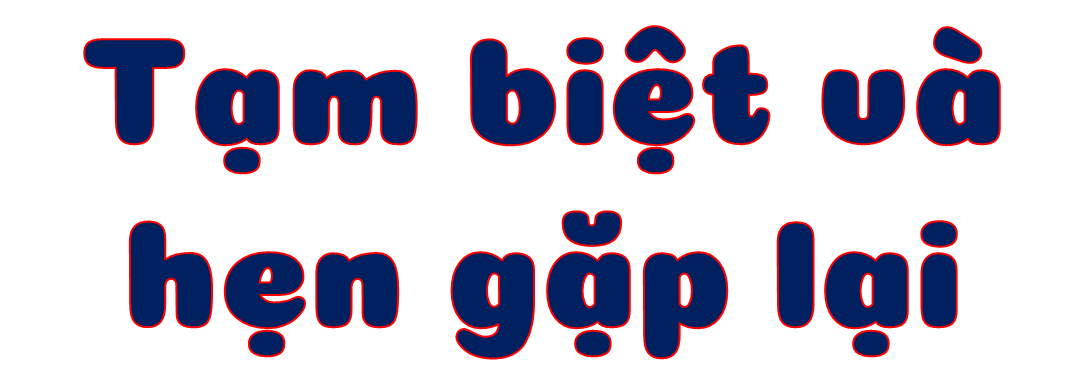 Tạm biệt và
hẹn gặp lại